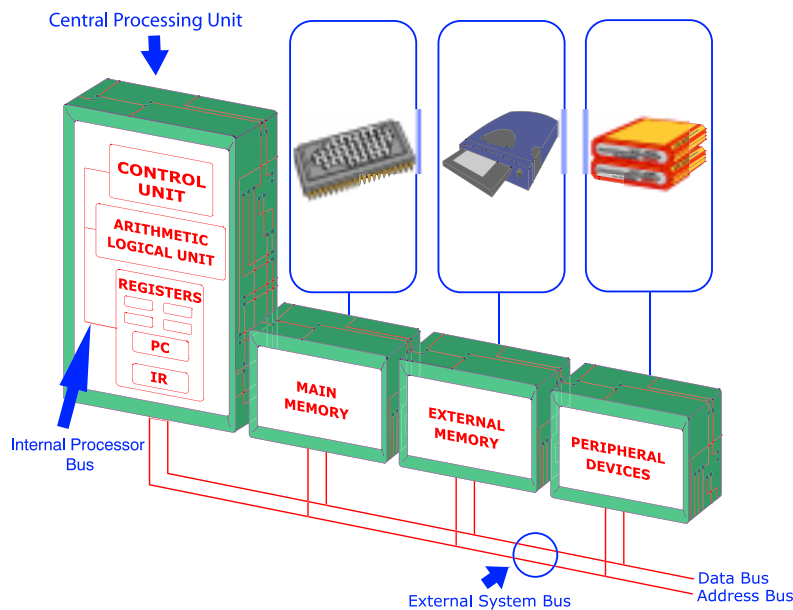 Central Processing Unit
CONTROL
UNIT
ARITHMETIC
LOGICAL UNIT
REGISTERS
PC
IR
Internal Processor
Bus
MAIN
MEMORY
EXTERNAL
MEMORY
PERIPHERAL
DEVICES
External System Bus
Data Bus
Address Bus